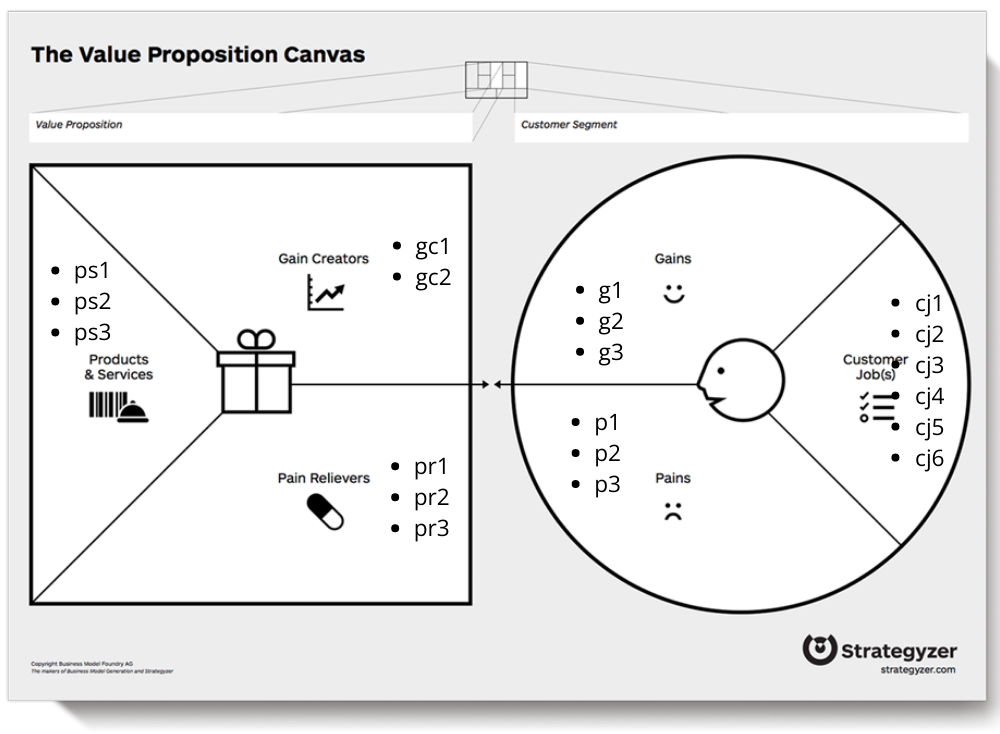 The Value Proposition Canvas
Value Proposition
Customer Segment
Gain Creators
• gc1
• gc2
• ps1
• ps2
• ps3
Products
& Services
Pain Relievers
• pr1
• pr2
• pr3
Gains
• g1
• g2
• g3
• p1
• p2
• p3
Pains
Customer
Job(s)
• cj1
• cj2
• cj3
• cj4
• cj5
• cj6
Copyright Business Model Foundry AG
The makers of Business Model Generation and Strategyzer
Strategyzer
strategyzer.com